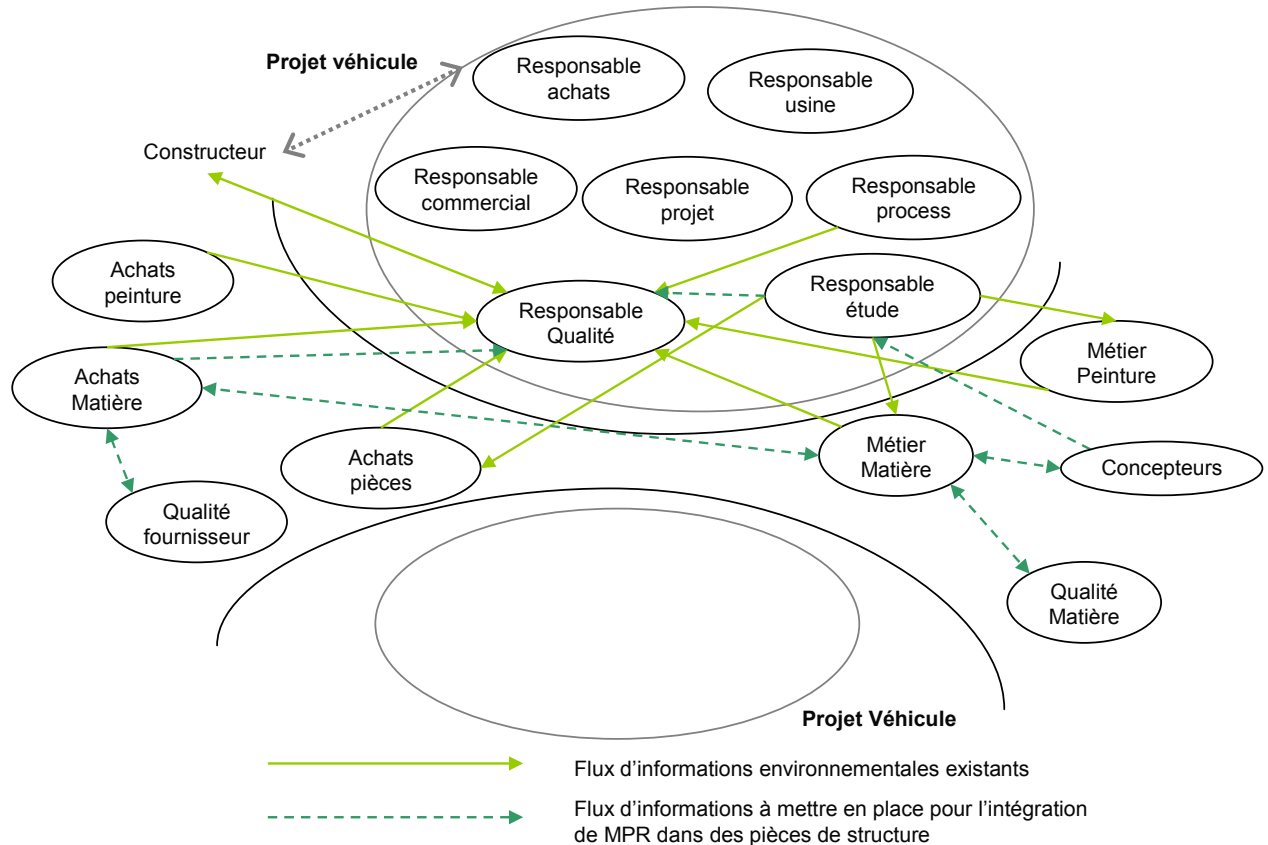 Projet véhicule
Responsable
achats
Responsable
usine
Constructeur
Responsable
commercial
Responsable
projet
Responsable
process
Achats
peinture
Responsable
Qualité
Responsable
étude
Achats
Matière
Métier
Peinture
Achats
pièces
Métier
Matière
Concepteurs
Qualité
fournisseur
Qualité
Matière
Projet Véhicule
Flux d’informations environnementales existants
Flux d’informations à mettre en place pour l’intégration
de MPR dans des pièces de structure